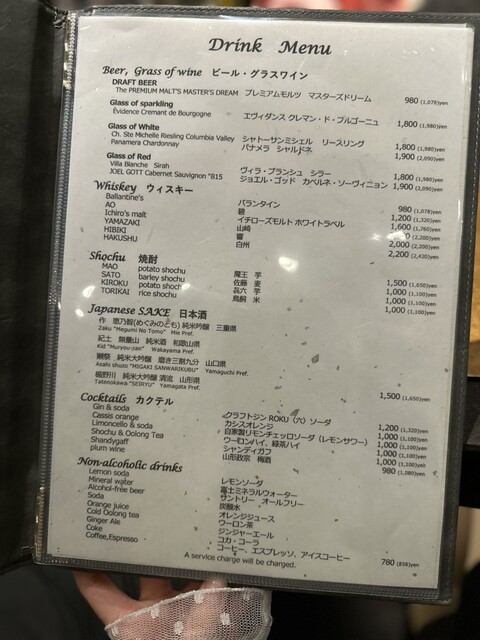 Drink Menu
Beer, Grass of wine ビール・グラスワイン
DRAFT BEER
The PREMIUM MALT'S MASTER'S DREAM プレミアムモルツ マスターズドリーム 980 (1,078)yen
Glass of sparkling
Évidence Cremant de Bourgogne エヴィダンス クレマン・ド・ブルゴーニュ 1,800 (1,980)yen
Glass of White
Ch. Ste Michelle Riesling Columbia Valley シャトーサンミシェル リースリング 1,800 (1,980)yen
Panamera Chardonnay パナメラ シャルドネ 1,900 (2,090)yen
Glass of Red
Villa Blanche Sirah ヴィラ・ブランシュ シラー 1,800 (1,980)yen
JOEL GOTT Cabernet Sauvignon "815 ジョエル・ゴッド カベルネ・ソーヴィニヨン 1,900 (2,090)yen
Whiskey ウィスキー
Ballantine's バランタイン 980 (1,078)yen
AO 碧 1,200 (1,320)yen
Ichiro's malt イチローズモルト ホワイトラベル 1,600 (1,760)yen
YAMAZAKI 山崎 (2,200)yen
HIBIKI 響 2,000 (2,200)yen
HAKUSHU 白州 2,200 (2,420)yen
Shochu 焼酎
MAO potato shochu 魔王 芋 1,500 (1,650)yen
SATO barley shochu 佐藤 麦 1,000 (1,100)yen
KIROKU potato shoch 㐂六 芋 1,000 (1,100)yen
TORIKAI rice shochu 鳥飼 米 1,000 (1,100)yen
Japanese SAKE 日本酒
作 恵乃智(めぐみのとも) 純米吟醸 三重県
Zaku "Megumi No Tomo" Mie Pref.
紀土 無量山 純米酒 和歌山県
Kid "Muryou-zan" Wakayama Pref.
獺祭 純米大吟醸 磨き三割九分 山口県
Asahi shuzo "MIGAKI SANWARIKUBU" Yamaguchi Pref.
楯野川 純米大吟醸 清流 山形県
Tatenokawa "SEIRYU" Yamagata Pref.
1,500 (1,650)yen
Cocktails カクテル
Gin & soda クラフトジン ROKU（六）ソーダ 1,200 (1,320)yen
Cassis orange カシスオレンジ 1,000 (1,100)yen
Limoncello & soda 自家製リモンチェッロソーダ（レモンサワー） 1,000 (1,100)yen
Shochu & Oolong Tea ウーロンハイ、緑茶ハイ 1,000 (1,100)yen
Shandygaff シャンディガフ 1,000 (1,100)yen
plum wine 山形政宗 梅酒 980 (1,080)yen
Non-alcoholic drinks
Lemon soda レモンソーダ
Mineral water 富士ミネラルウォーター
Alcohol-free beer サントリー オールフリー
Soda 炭酸水
Orange juice オレンジジュース
Cold Oolong tea ウーロン茶
Ginger Ale ジンジャーエール
Coke コカ・コーラ
Coffee,Espresso コーヒー、エスプレッソ、アイスコーヒー
780 (858)yen
A service charge will be charged.